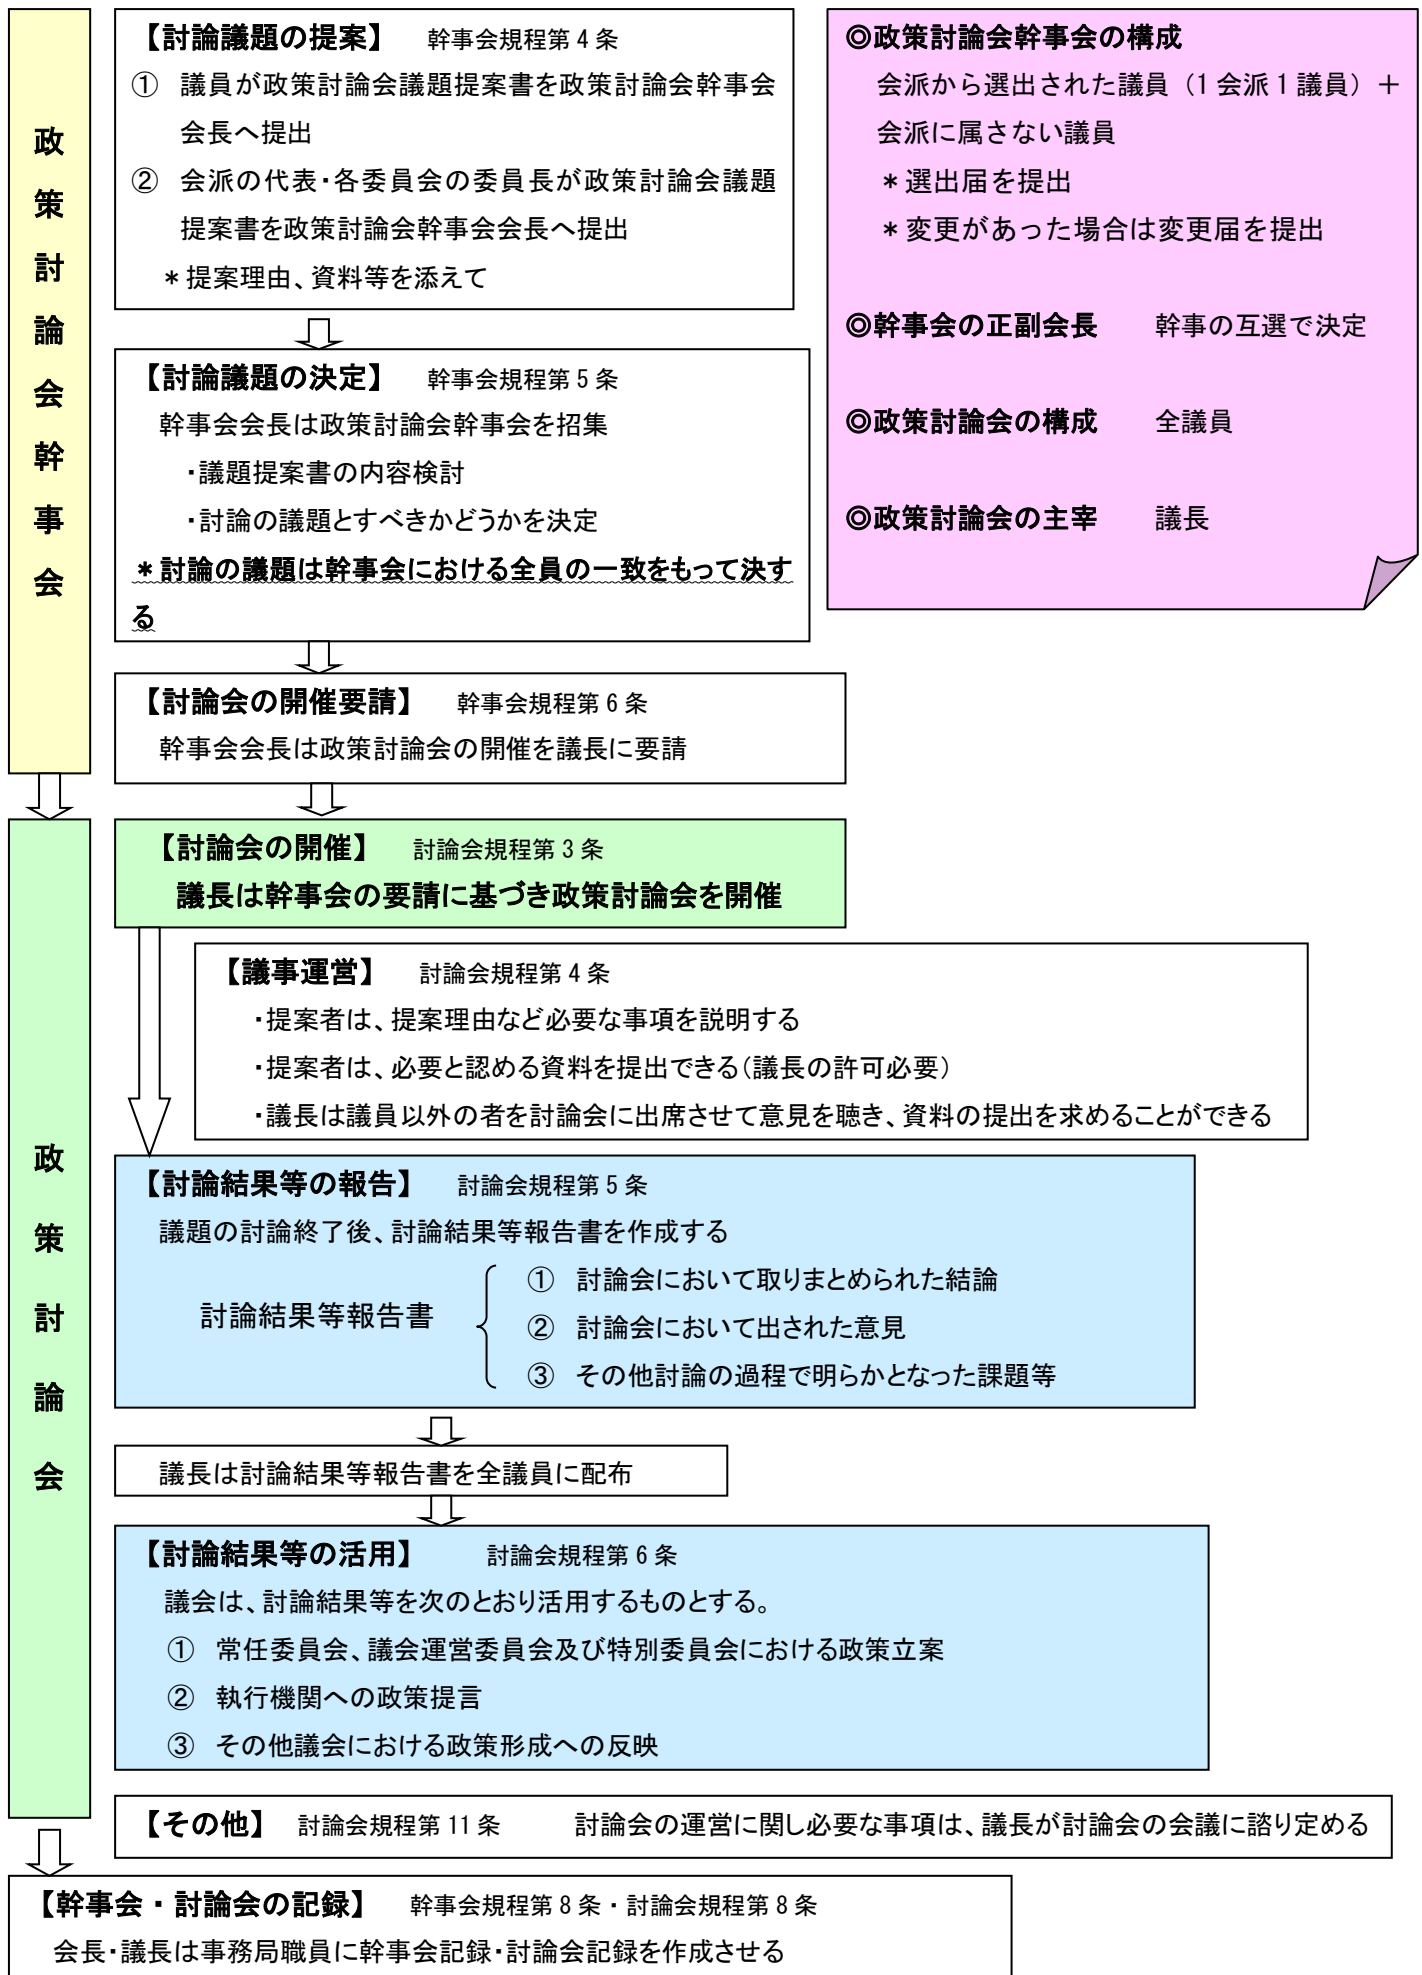 政策討論会幹事会
【討論議題の提案】 幹事会規程第4条
① 議員が政策討論会議題提案書を政策討論会幹事会
会長へ提出
② 会派の代表・各委員会の委員長が政策討論会議題
提案書を政策討論会幹事会会長へ提出
＊提案理由、資料等を添えて
【討論議題の決定】 幹事会規程第5条
幹事会会長は政策討論会幹事会を招集
・議題提案書の内容検討
・討論の議題とすべきかどうかを決定
＊討論の議題は幹事会における全員の一致をもって決す
る
【討論会の開催要請】 幹事会規程第6条
幹事会会長は政策討論会の開催を議長に要請
◎政策討論会幹事会の構成
会派から選出された議員（1会派1議員）＋
会派に属さない議員
＊選出届を提出
＊変更があった場合は変更届を提出
◎幹事会の正副会長 幹事の互選で決定
◎政策討論会の構成 全議員
◎政策討論会の主宰 議長
政策討論会
【討論会の開催】 討論会規程第3条
議長は幹事会の要請に基づき政策討論会を開催
【議事運営】 討論会規程第4条
・提案者は、提案理由など必要な事項を説明する
・提案者は、必要と認める資料を提出できる（議長の許可必要）
・議長は議員以外の者を討論会に出席させて意見を聴き、資料の提出を求めることができる
【討論結果等の報告】 討論会規程第5条
議題の討論終了後、討論結果等報告書を作成する
討論結果等報告書
① 討論会において取りまとめられた結論
② 討論会において出された意見
③ その他討論の過程で明らかとなった課題等
議長は討論結果等報告書を全議員に配布
【討論結果等の活用】 討論会規程第6条
議会は、討論結果等を次のとおり活用するものとする。
① 常任委員会、議会運営委員会及び特別委員会における政策立案
② 執行機関への政策提言
③ その他議会における政策形成への反映
【その他】 討論会規程第11条 討論会の運営に関し必要な事項は、議長が討論会の会議に諮り定める
【幹事会・討論会の記録】 幹事会規程第8条・討論会規程第8条
会長・議長は事務局職員に幹事会記録・討論会記録を作成させる